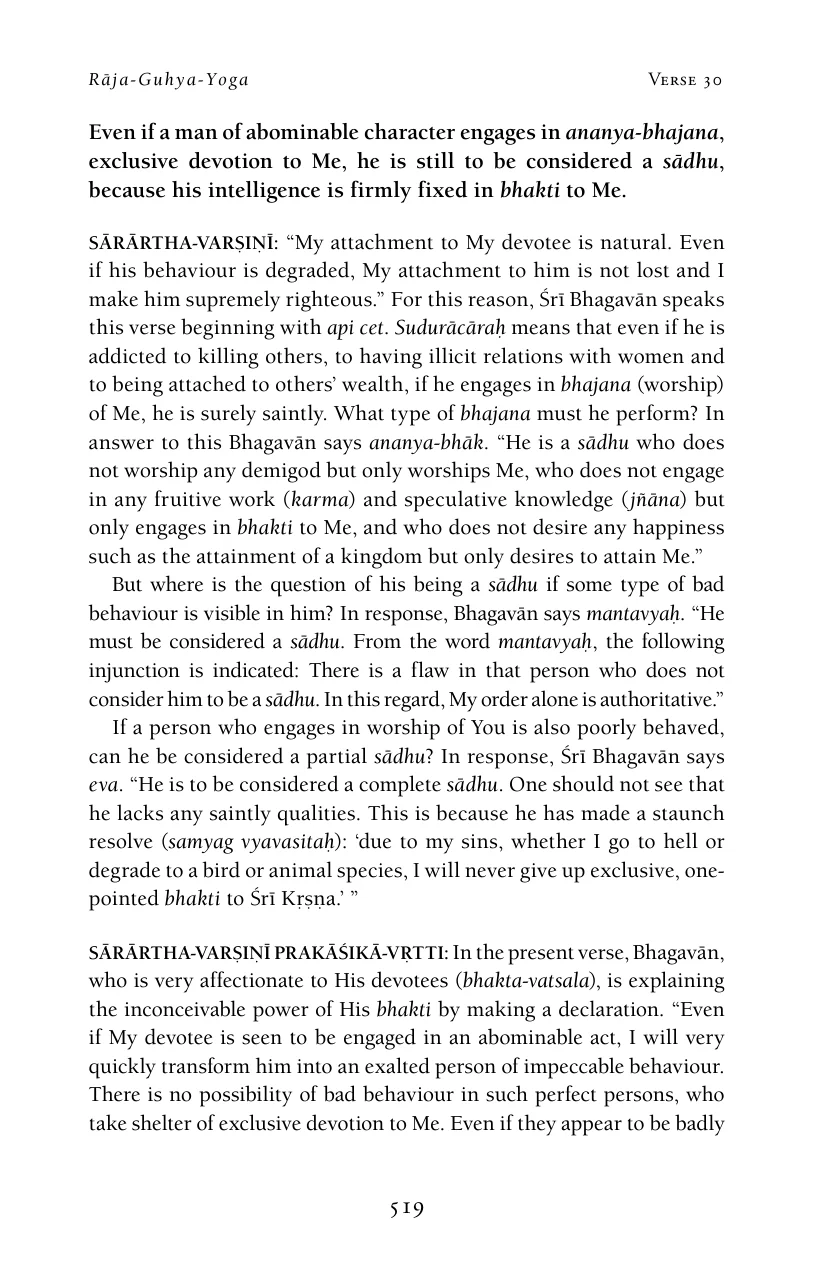 Rāja-Guhya-Yoga
Verse 30
Even if a man of abominable character engages in ananya-bhajana,
exclusive devotion to Me, he is still to be considered a sādhu,
because his intelligence is firmly fixed in bhakti to Me.
SĀRĀRTHA-VARṢIṆĪ: “My attachment to My devotee is natural. Even
if his behaviour is degraded, My attachment to him is not lost and I
make him supremely righteous.” For this reason, Śrī Bhagavān speaks
this verse beginning with api cet. Sudurācāraḥ means that even if he is
addicted to killing others, to having illicit relations with women and
to being attached to others’ wealth, if he engages in bhajana (worship)
of Me, he is surely saintly. What type of bhajana must he perform? In
answer to this Bhagavān says ananya-bhāk. “He is a sādhu who does
not worship any demigod but only worships Me, who does not engage
in any fruitive work (karma) and speculative knowledge (jñāna) but
only engages in bhakti to Me, and who does not desire any happiness
such as the attainment of a kingdom but only desires to attain Me.”
But where is the question of his being a sādhu if some type of bad
behaviour is visible in him? In response, Bhagavān says mantavyaḥ. “He
must be considered a sādhu. From the word mantavyaḥ, the following
injunction is indicated: There is a flaw in that person who does not
consider him to be a sādhu. In this regard, My order alone is authoritative.”
If a person who engages in worship of You is also poorly behaved,
can he be considered a partial sādhu? In response, Śrī Bhagavān says
eva. “He is to be considered a complete sādhu. One should not see that
he lacks any saintly qualities. This is because he has made a staunch
resolve (samyag vyavasitaḥ): ‘due to my sins, whether I go to hell or
degrade to a bird or animal species, I will never give up exclusive, one-
pointed bhakti to Śrī Kṛṣṇa.’ ”
SĀRĀRTHA-VARṢIṆĪ PRAKĀŚIKĀ-VṚTTI: In the present verse, Bhagavān,
who is very affectionate to His devotees (bhakta-vatsala), is explaining
the inconceivable power of His bhakti by making a declaration. “Even
if My devotee is seen to be engaged in an abominable act, I will very
quickly transform him into an exalted person of impeccable behaviour.
There is no possibility of bad behaviour in such perfect persons, who
take shelter of exclusive devotion to Me. Even if they appear to be badly
519